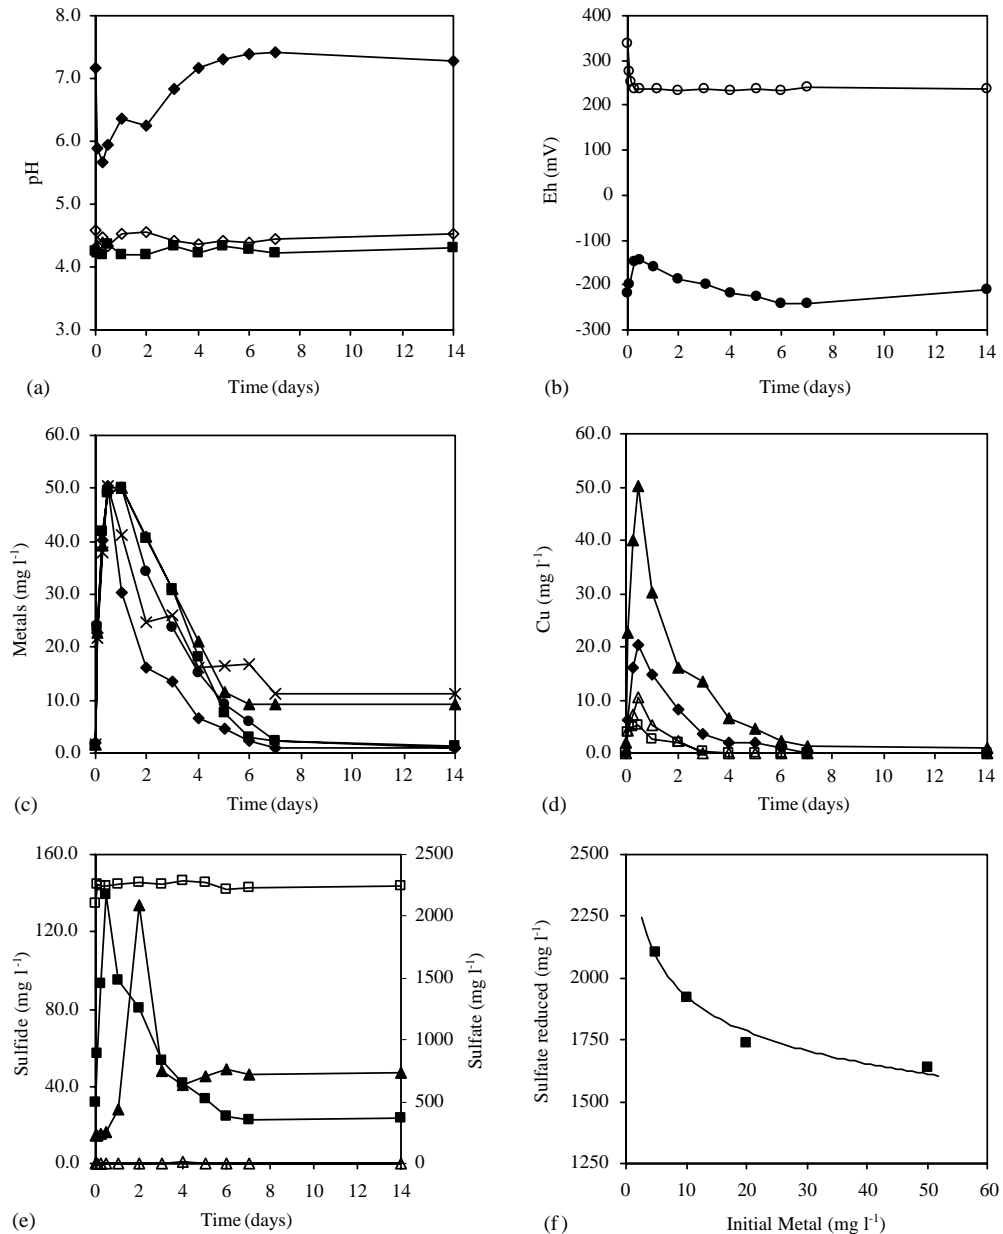 8.0
7.0
6.0
5.0
4.0
3.0
pH
0 2 4 6 8 10 12 14
(a) Time (days)
400
300
200
100
0
-100
-200
-300
Eh (mV)
0 2 4 6 8 10 12 14
(b) Time (days)
60.0
50.0
40.0
30.0
20.0
10.0
0.0
Metals (mg l-1)
0 2 4 6 8 10 12 14
(c) Time (days)
60.0
50.0
40.0
30.0
20.0
10.0
0.0
Cu (mg l-1)
0 2 4 6 8 10 12 14
(d) Time (days)
160.0
120.0
80.0
40.0
0.0
Sulfide (mg l-1)
2500
2000
1500
1000
500
0
Sulfate (mg l-1)
0 2 4 6 8 10 12 14
(e) Time (days)
2500
2250
2000
1750
1500
1250
Sulfate reduced (mg l-1)
0 10 20 30 40 50 60
(f) Initial Metal (mg l-1)